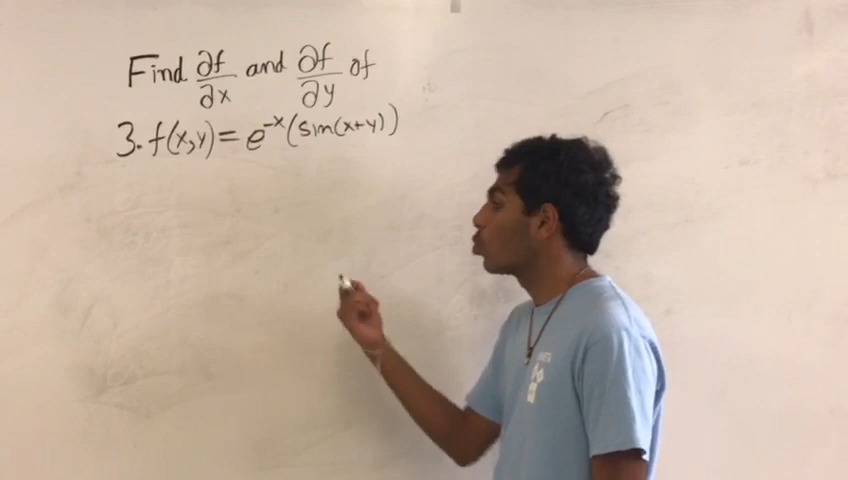 Find ∂f/∂x and ∂f/∂y of
3. f(x,y) = e^{-x}(sin(x+y))